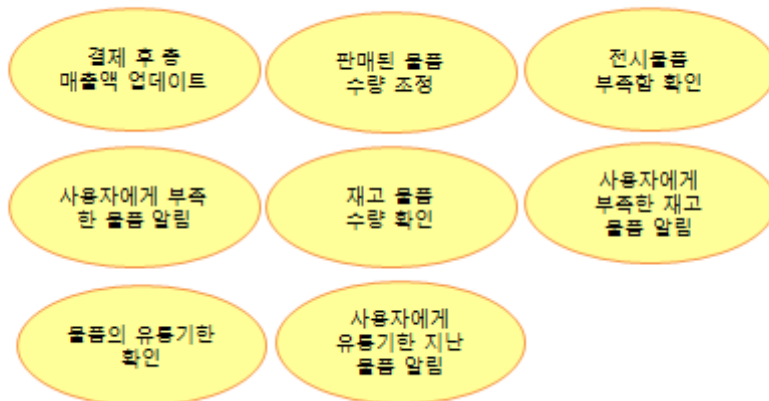 결제 후 총
매출액 업데이트
판매된 물품
수량 조정
전시물품
부족함 확인
사용자에게 부족
한 물품 알림
재고 물품
수량 확인
사용자에게
부족한 재고
물품 알림
물품의 유통기한
확인
사용자에게
유통기한 지난
물품 알림